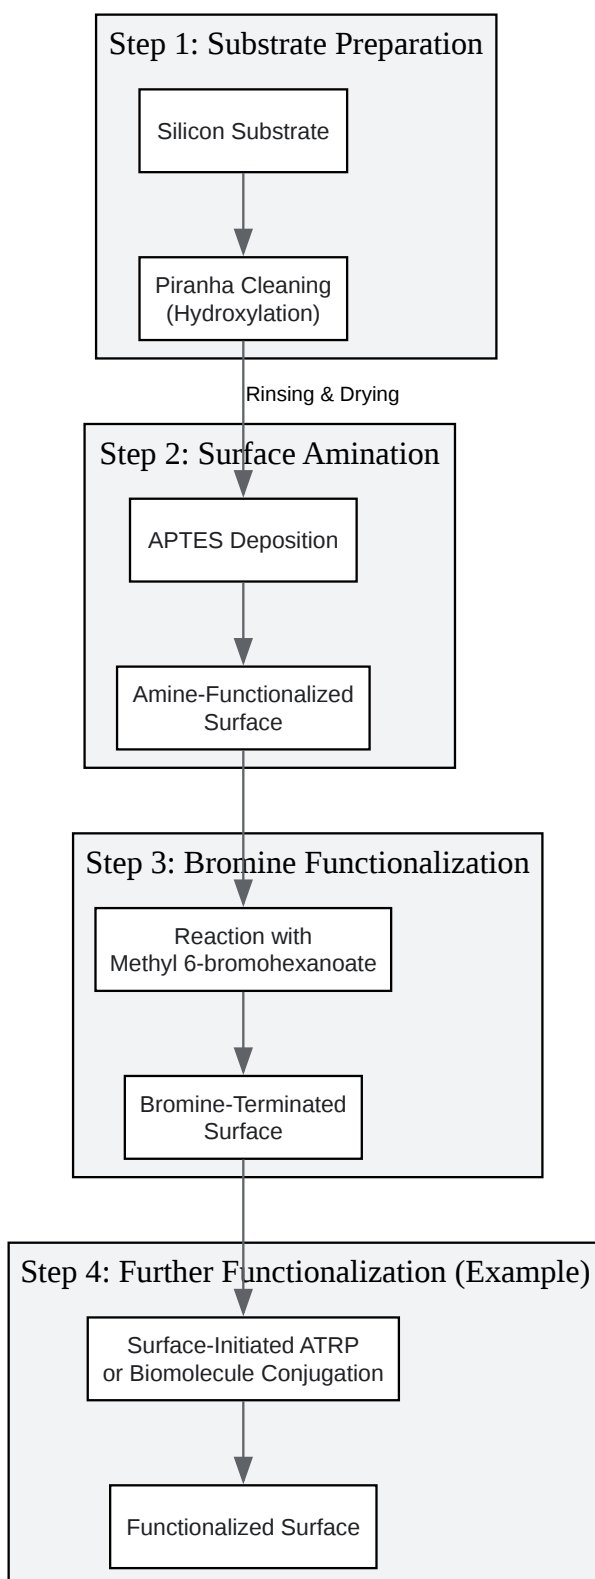 Step 1: Substrate Preparation
Silicon Substrate
Piranha Cleaning
(Hydroxylation)
Rinsing & Drying
Step 2: Surface Amination
APTES Deposition
Amine-Functionalized
Surface
Step 3: Bromine Functionalization
Reaction with
Methyl 6-bromohexanoate
Bromine-Terminated
Surface
Step 4: Further Functionalization (Example)
Surface-Initiated ATRP
or Biomolecule Conjugation
Functionalized Surface